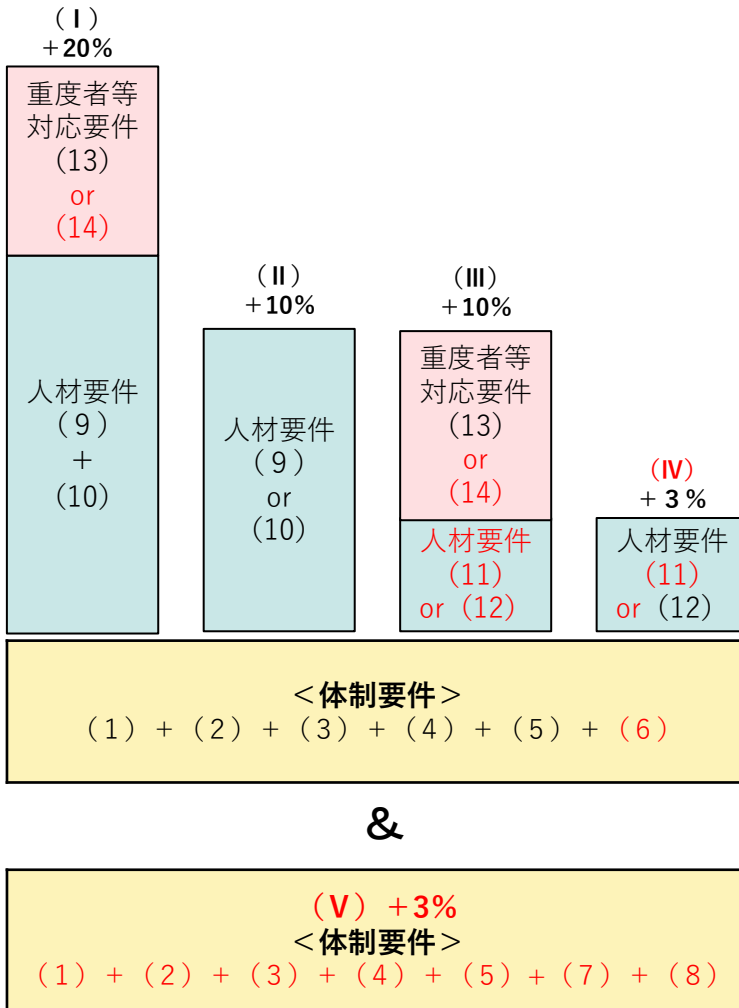 （Ⅰ）
＋20%
重度者等
対応要件
（13）
or
（14）
人材要件
（９）
＋
（10）
（Ⅱ）
＋10%
人材要件
（９）
or
（10）
（Ⅲ）
＋10%
重度者等
対応要件
（13）
or
（14）
人材要件
（11）
or（12）
（Ⅳ）
＋３％
人材要件
（11）
or（12）
＜体制要件＞
（１）＋（２）＋（３）＋（４）＋（５）＋（６）
＆
（Ⅴ）＋3%
＜体制要件＞
（１）＋（２）＋（３）＋（４）＋（５）＋（７）＋（８）